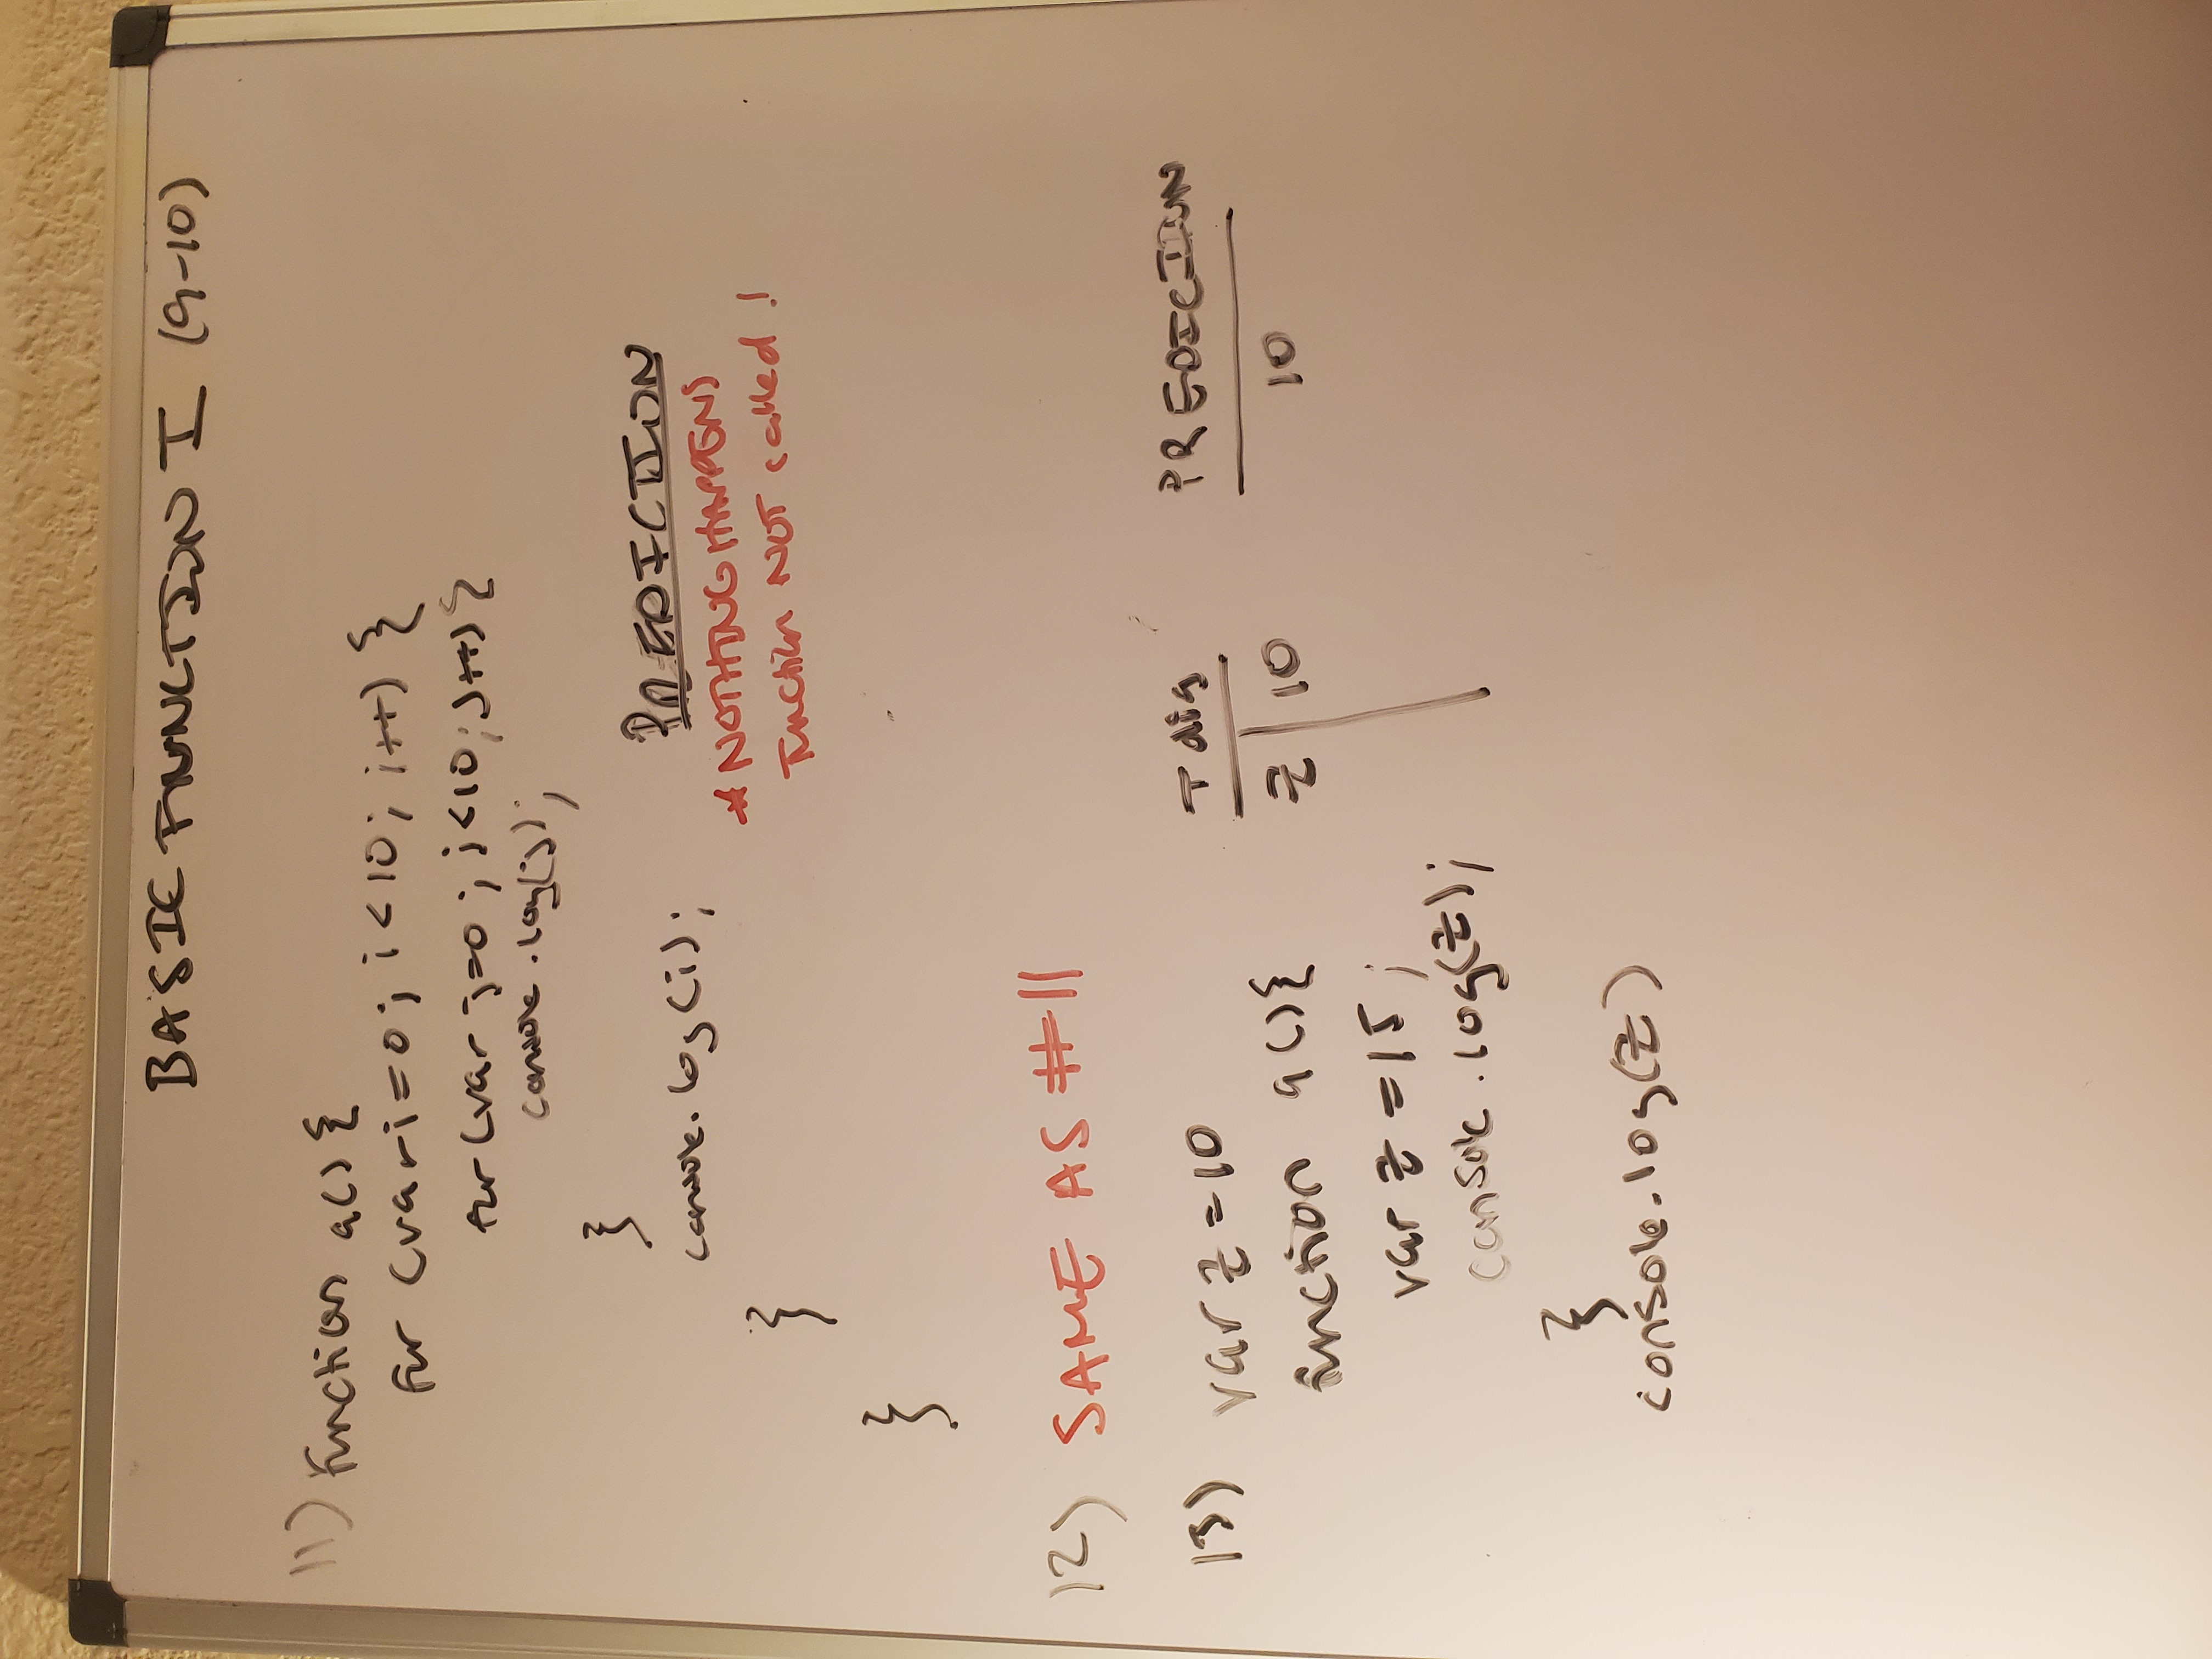 BASIC FUNCTION I (9-10)
11) Function a() {
for (var i=0; i<10; i++) {
for (var j=0; j<10; j++) {
console.log(j);
}
console.log(i);
PREDICTION
* NOTHING HAPPENS
Function NOT called!
}
}
12) SAME AS #11
13) var z=10
function a(){
var z=15;
console.log(z);
}
console.log(z)
T dig
z | 10
PREDICTION
10